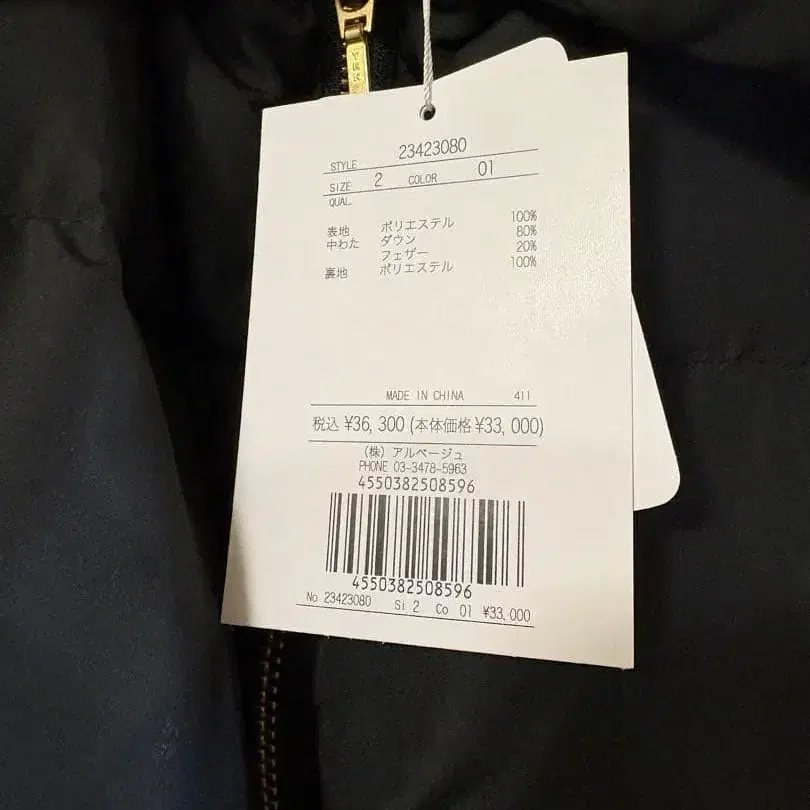 YKK
STYLE 23423080
SIZE 2 COLOR 01
QUAL.
表地 ポリエステル 100%
中わた ダウン 80%
フェザー 20%
裏地 ポリエステル 100%
MADE IN CHINA 411
税込 ¥36,300 (本体価格 ¥33,000)
(株) アルページュ
PHONE 03-3478-5963
4550382508596
4550382508596
No 23423080 Si 2 Co 01 ¥33,000